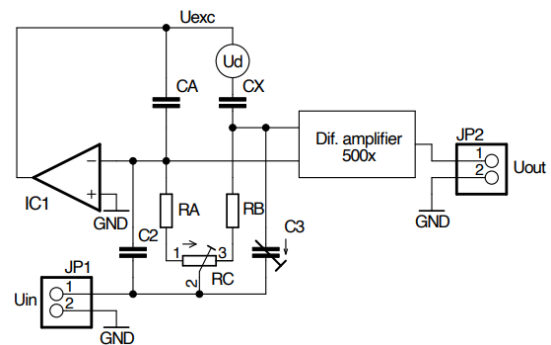 Uexc
Ud
CA
CX
Dif. amplifier
500x
JP2
1
2
Uout
GND
−
+
IC1
GND
RA
RB
C3
C2
1
3
2
RC
JP1
Uin
1
2
GND